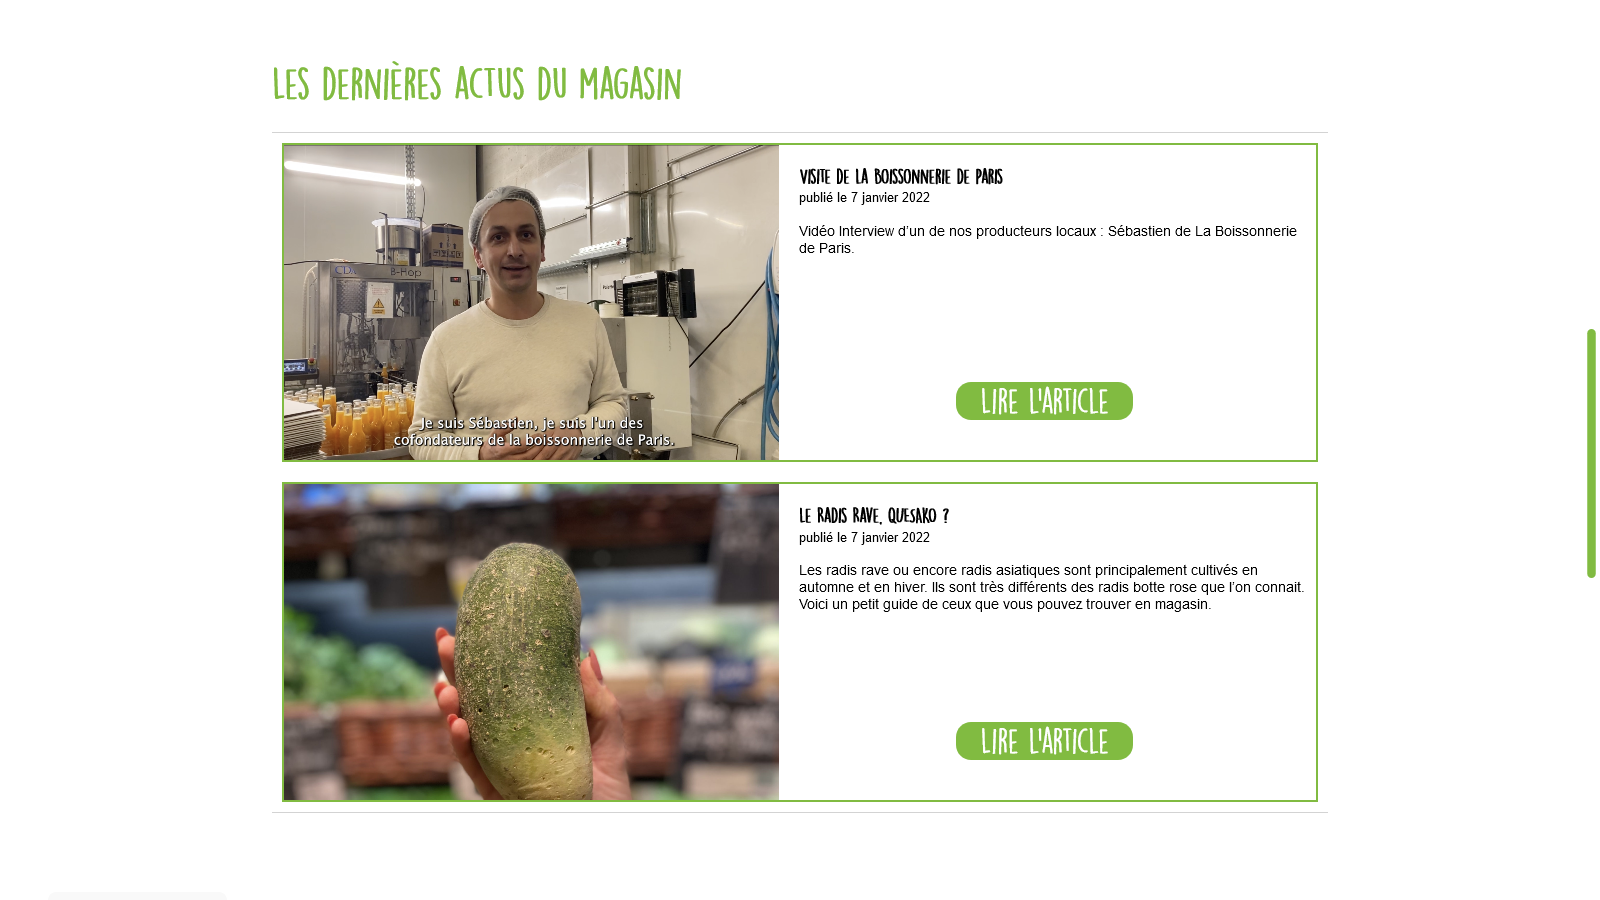 LES DERNIÈRES ACTUS DU MAGASIN
VISITE DE LA BOISSONNERIE DE PARIS
publié le 7 janvier 2022
Vidéo Interview d’un de nos producteurs locaux : Sébastien de La Boissonnerie
de Paris.
LIRE L'ARTICLE
B-Hop
Je suis Sébastien, je suis l'un des
cofondateurs de la boissonnerie de Paris.
LE RADIS RAVE, QUESAKO ?
publié le 7 janvier 2022
Les radis rave ou encore radis asiatiques sont principalement cultivés en
automne et en hiver. Ils sont très différents des radis botte rose que l’on connait.
Voici un petit guide de ceux que vous pouvez trouver en magasin.
LIRE L'ARTICLE